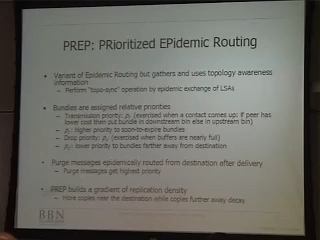 PREP: PRioritized EPidemic Routing
• Variant of Epidemic Routing but gathers and uses topology awareness
information
– Perform "topo-sync" operation by epidemic exchange of LSAs
• Bundles are assigned relative priorities
– Transmission priority: p (exercised when a contact comes up: if peer has
lower cost then put bundle in downstream bin else in upstream bin)
– p : higher priority to soon-to-expire bundles
– Drop priority: p (exercised when buffers are nearly full)
– p : lower priority to bundles farther away from destination
• Purge messages epidemically routed from destination after delivery
– Purge messages get highest priority
• PREP builds a gradient of replication density
– More copies near the destination while copies further away decay
BBN